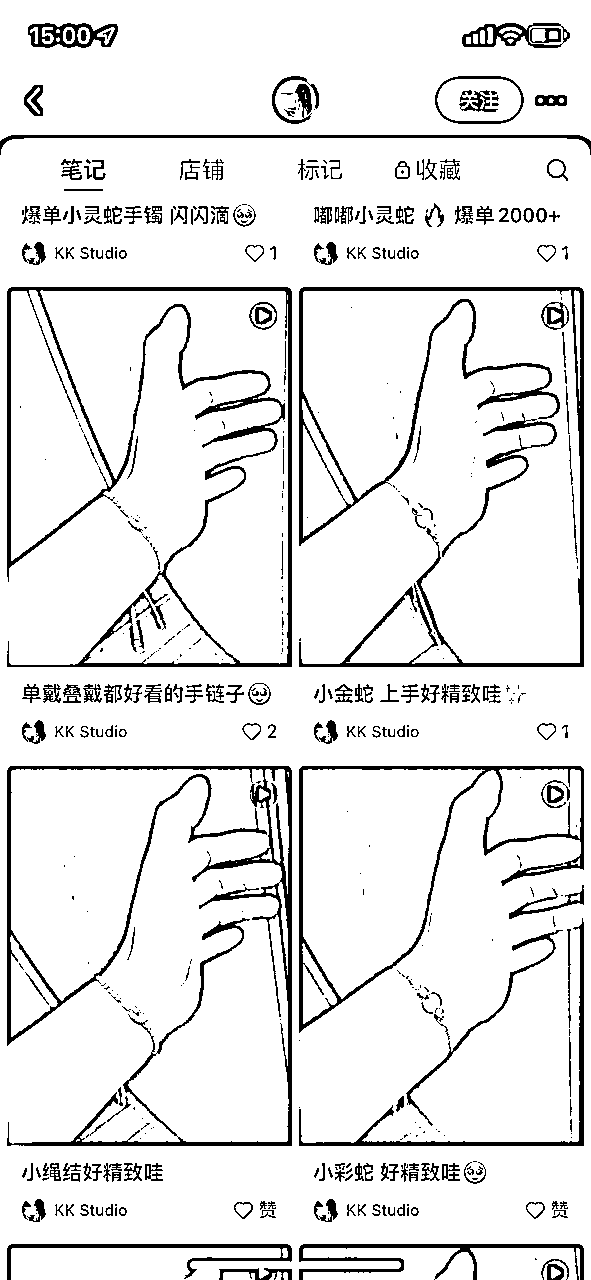 15:00
关注
笔记 店铺 标记 收藏
爆单小灵蛇手镯 闪闪滴🥹
KK Studio 1
嘟嘟小灵蛇 🔥 爆单2000+
KK Studio 1
单戴叠戴都好看的手链子🥹
KK Studio 2
小金蛇 上手好精致哇✨
KK Studio 1
小绳结好精致哇
KK Studio 赞
小彩蛇 好精致哇🥹
KK Studio 赞